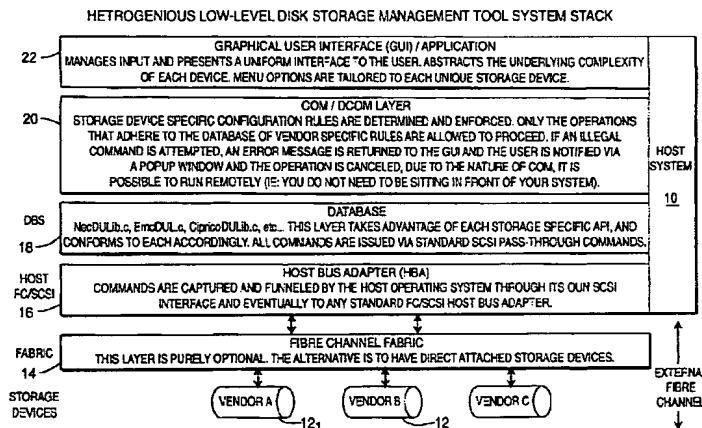 HETROGENIOUS LOW-LEVEL DISK STORAGE MANAGEMENT TOOL SYSTEM STACK
22
GRAPHICAL USER INTERFACE (GUI) / APPLICATION
MANAGES INPUT AND PRESENTS A UNIFORM INTERFACE TO THE USER. ABSTRACTS THE UNDERLYING COMPLEXITY
OF EACH DEVICE. MENU OPTIONS ARE TAILORED TO EACH UNIQUE STORAGE DEVICE.
20
COM / DCOM LAYER
STORAGE DEVICE SPECIFIC CONFIGURATION RULES ARE DETERMINED AND ENFORCED. ONLY THE OPERATIONS
THAT ADHERE TO THE DATABASE OF VENDOR SPECIFIC RULES ARE ALLOWED TO PROCEED. IF AN ILLEGAL
COMMAND IS ATTEMPTED, AN ERROR MESSAGE IS RETURNED TO THE GUI AND THE USER IS NOTIFIED VIA
A POPUP WINDOW AND THE OPERATION IS CANCELED, DUE TO THE NATURE OF COM, IT IS
POSSIBLE TO RUN REMOTELY (IE: YOU DO NOT NEED TO BE SITTING IN FRONT OF YOUR SYSTEM).
HOST
SYSTEM
10
DBS
18
DATABASE
NecDULib.c, EmcDUL.c, CipricoDULib.c, etc... THIS LAYER TAKES ADVANTAGE OF EACH STORAGE SPECIFIC API, AND
CONFORMS TO EACH ACCORDINGLY. ALL COMMANDS ARE ISSUED VIA STANDARD SCSI PASS-THROUGH COMMANDS.
HOST
FC/SCSI
16
HOST BUS ADAPTER (HBA)
COMMANDS ARE CAPTURED AND FUNNELED BY THE HOST OPERATING SYSTEM THROUGH ITS OUN SCSI
INTERFACE AND EVENTUALLY TO ANY STANDARD FC/SCSI HOST BUS ADAPTER.
FABRIC
14
FIBRE CHANNEL FABRIC
THIS LAYER IS PURELY OPTIONAL. THE ALTERNATIVE IS TO HAVE DIRECT ATTACHED STORAGE DEVICES.
EXTERNA
FIBRE
CHANNEL
STORAGE
DEVICES
VENDOR A
12₁
VENDOR B
12
VENDOR C